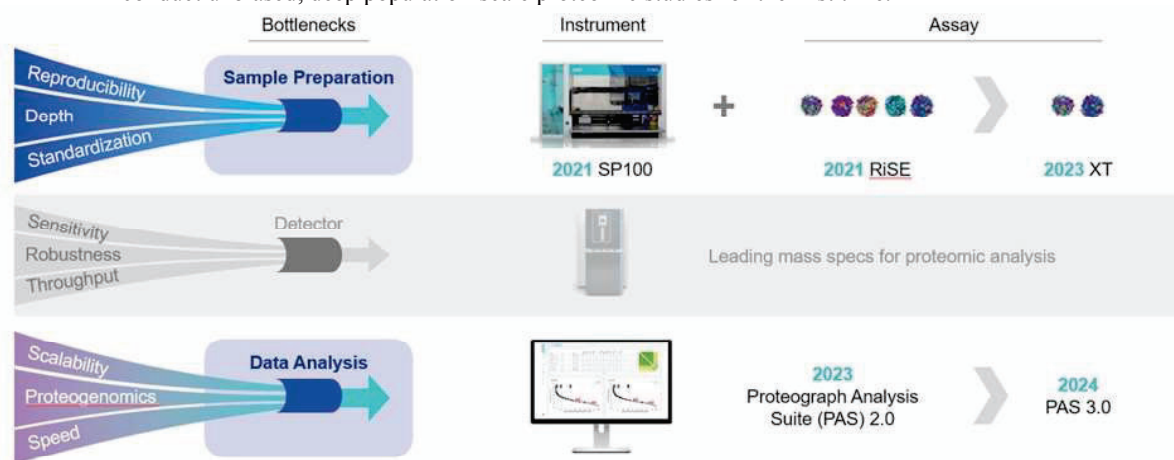 Bottlenecks Instrument Assay
Reproducibility
Depth
Standardization
Sample Preparation
2021 SP100
+
2021 RiSE
2023 XT
Sensitivity
Robustness
Throughput
Detector
Leading mass specs for proteomic analysis
Scalability
Proteogenomics
Speed
Data Analysis
2023
Proteograph Analysis
Suite (PAS) 2.0
2024
PAS 3.0